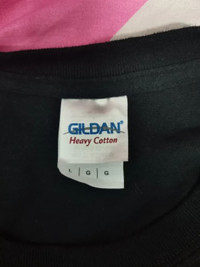 GILDAN®
Heavy Cotton
L | G | G